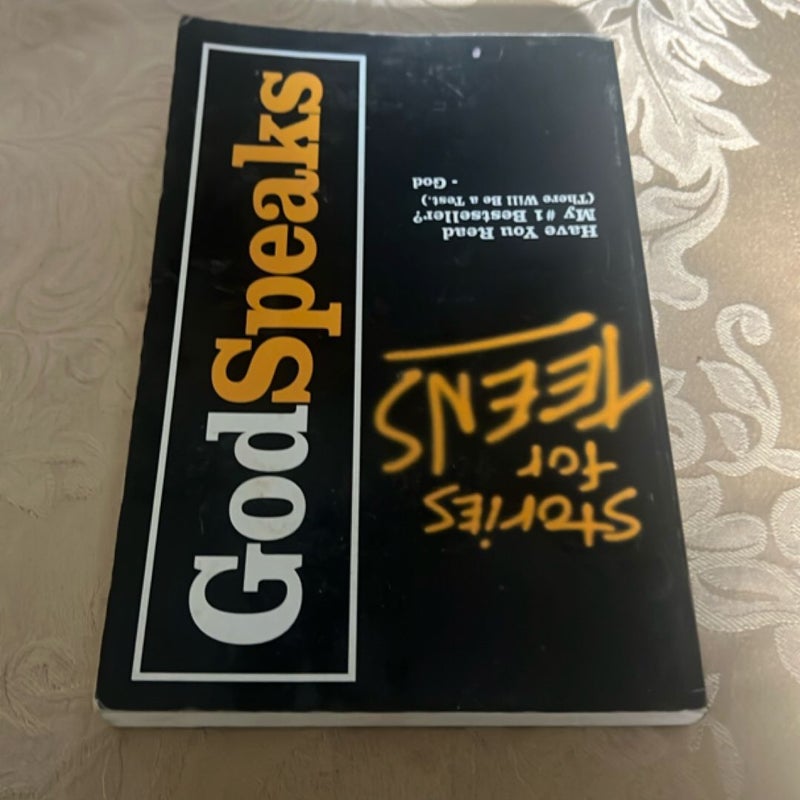 GodSpeaks
Stories
for
TEENS
Have You Read
My #1 Bestseller?
(There Will Be a Test.)
- God